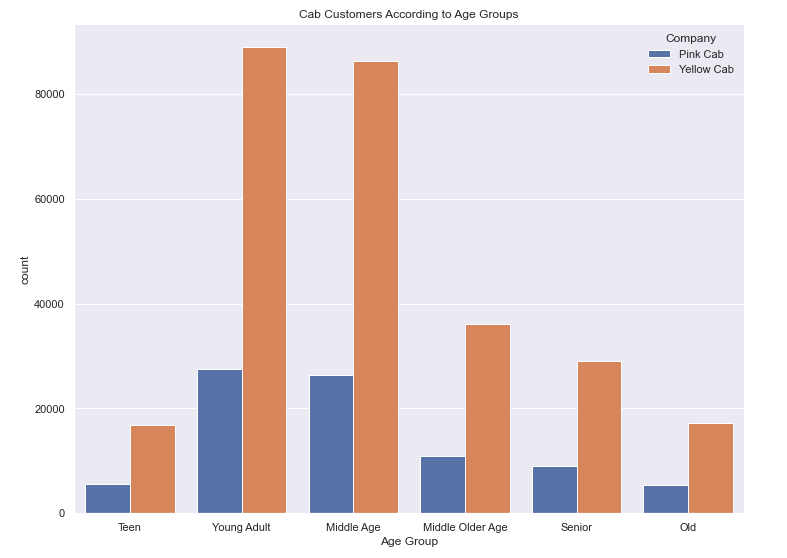 Cab Customers According to Age Groups
Company
Pink Cab
Yellow Cab
80000
60000
40000
20000
0
count
Teen
Young Adult
Middle Age
Middle Older Age
Senior
Old
Age Group